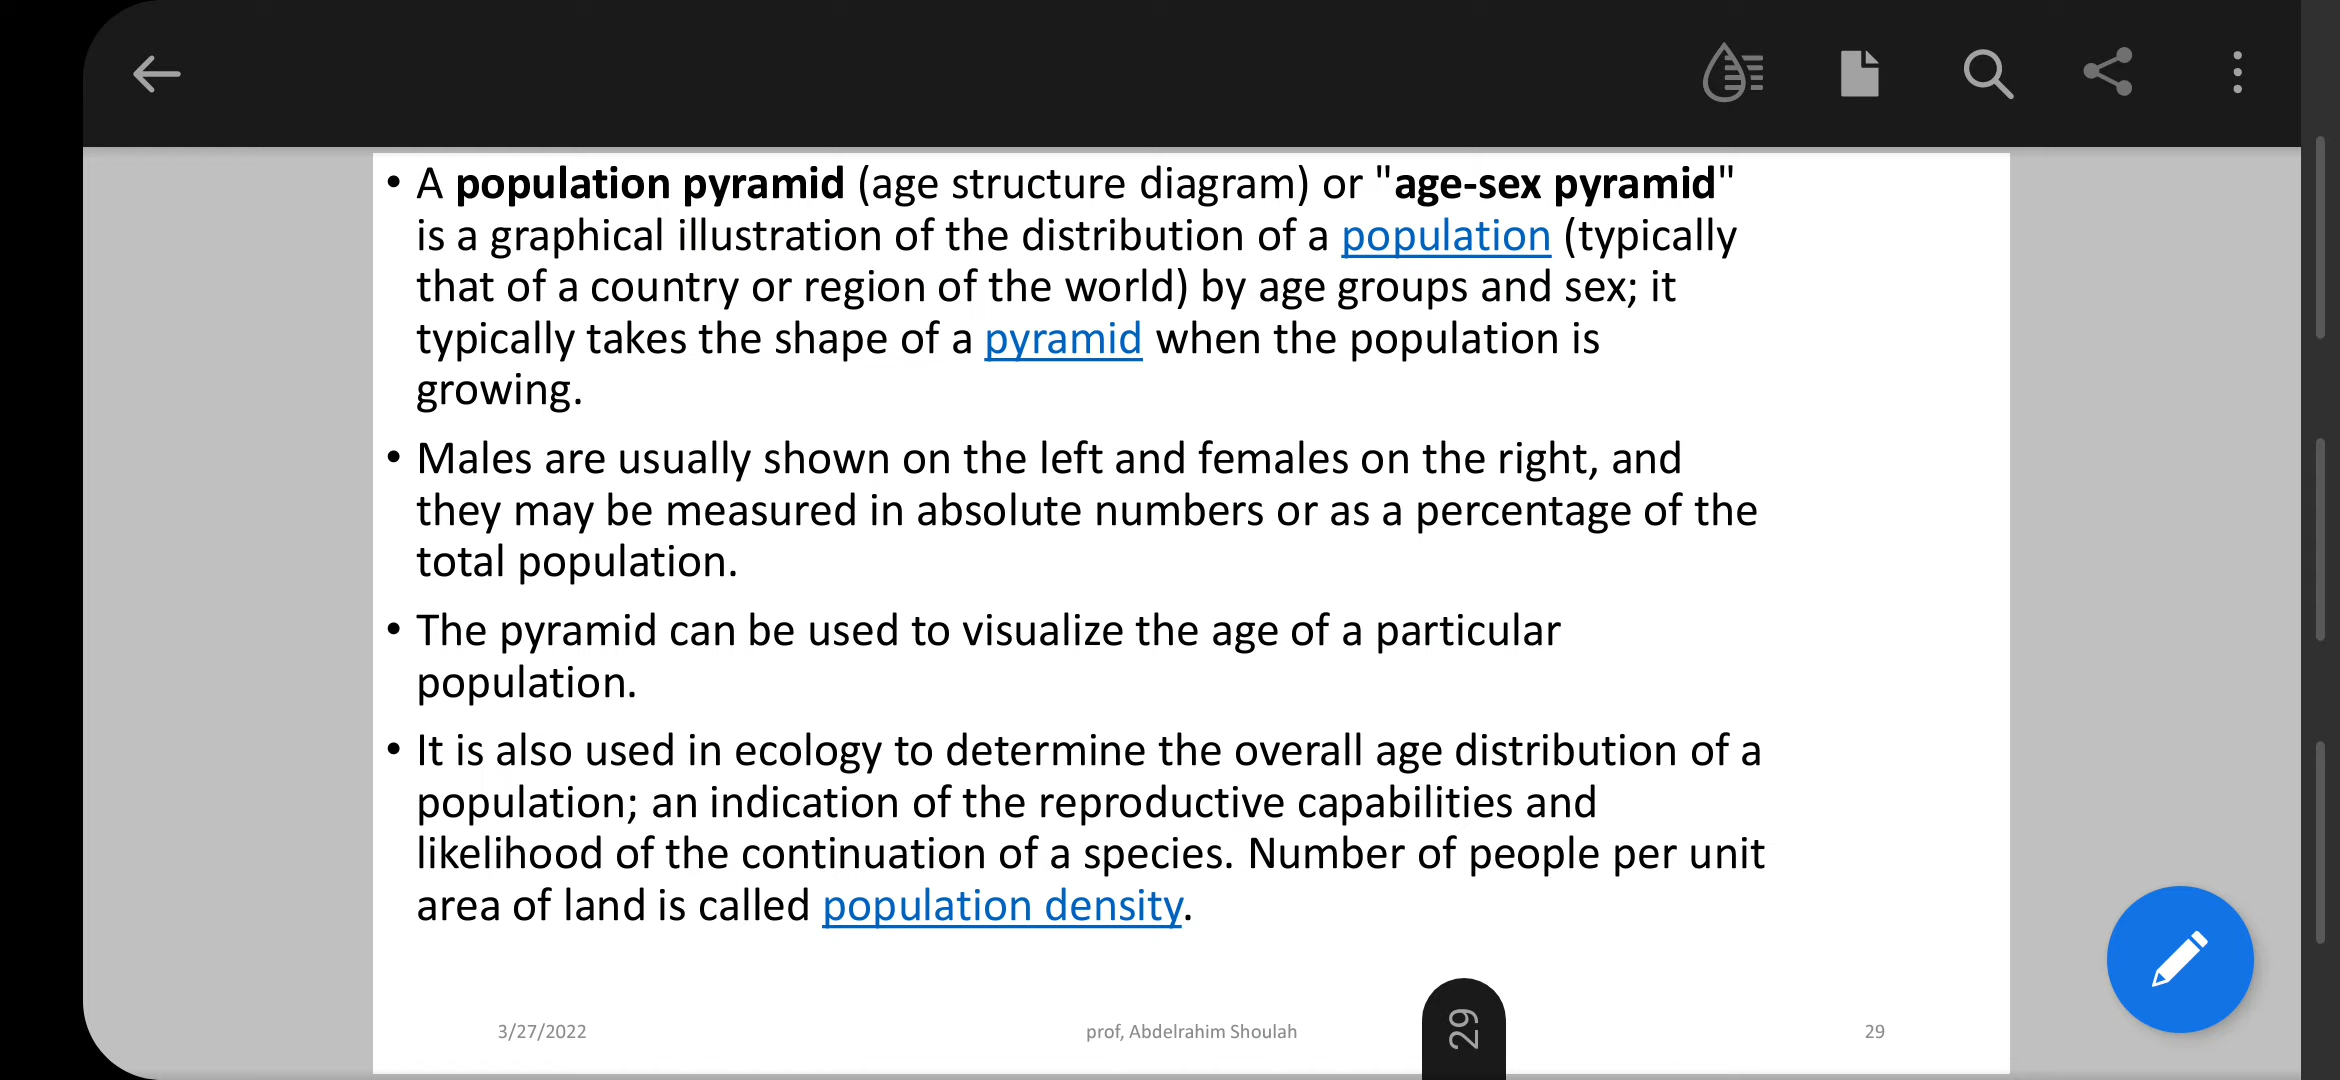 • A population pyramid (age structure diagram) or "age-sex pyramid"
is a graphical illustration of the distribution of a population (typically
that of a country or region of the world) by age groups and sex; it
typically takes the shape of a pyramid when the population is
growing.
• Males are usually shown on the left and females on the right, and
they may be measured in absolute numbers or as a percentage of the
total population.
• The pyramid can be used to visualize the age of a particular
population.
• It is also used in ecology to determine the overall age distribution of a
population; an indication of the reproductive capabilities and
likelihood of the continuation of a species. Number of people per unit
area of land is called population density.
3/27/2022
prof, Abdelrahim Shoulah
29
29